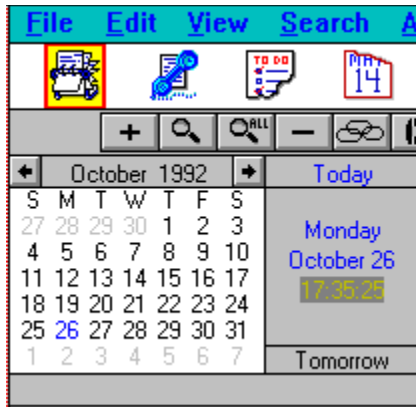 File Edit View Search A
TO DO
MAY
14
+ ALL −
October 1992 Today
S M T W T F S
27 28 29 30 1 2 3
4 5 6 7 8 9 10
11 12 13 14 15 16 17
18 19 20 21 22 23 24
25 26 27 28 29 30 31
1 2 3 4 5 6 7
Monday
October 26
17:35:25
Tomorrow